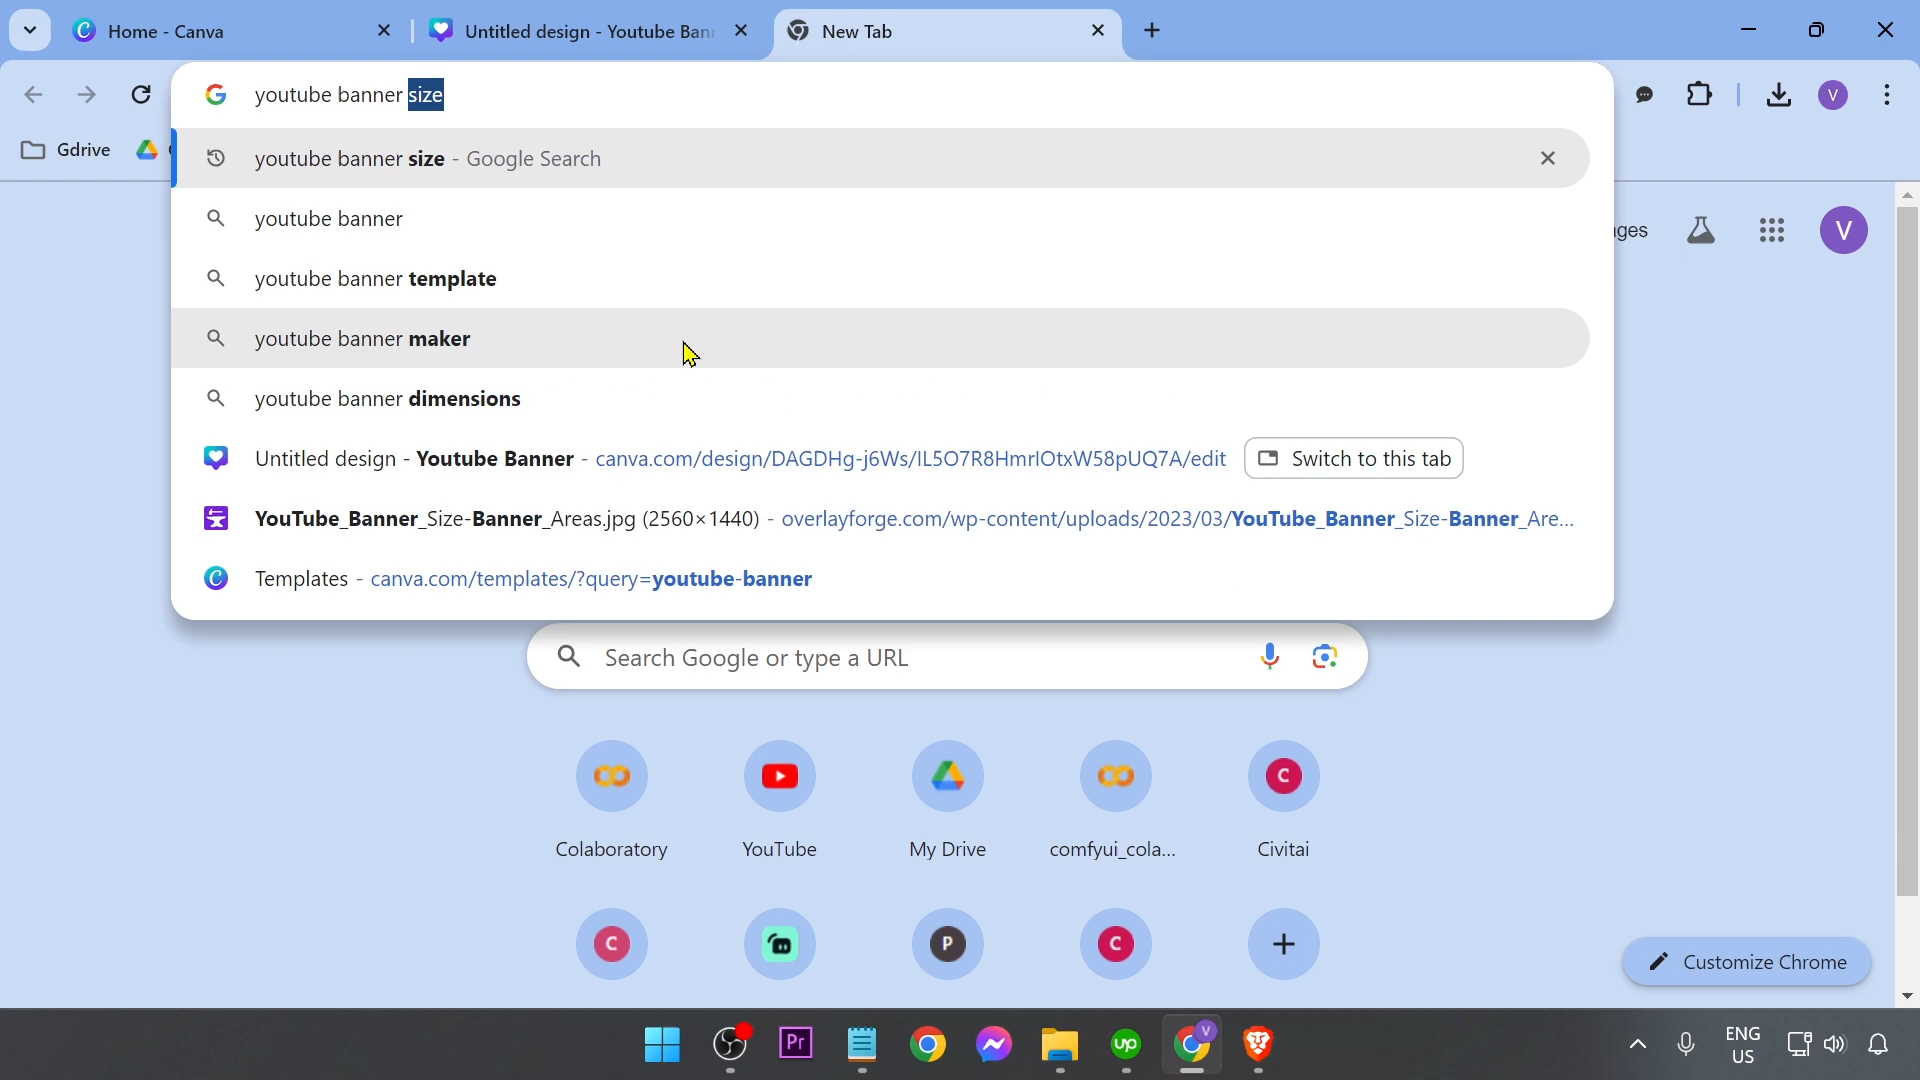 Home - Canva
Untitled design - Youtube Ban
New Tab
youtube banner size
Gdrive
youtube banner size - Google Search
youtube banner
youtube banner template
youtube banner maker
youtube banner dimensions
Untitled design - Youtube Banner - canva.com/design/DAGDHg-j6Ws/IL5O7R8HmrlOtxW58pUQ7A/edit Switch to this tab
YouTube_Banner_Size-Banner_Areas.jpg (2560×1440) - overlayforge.com/wp-content/uploads/2023/03/YouTube_Banner_Size-Banner_Are...
Templates - canva.com/templates/?query=youtube-banner
V
ges
V
Search Google or type a URL
C
Colaboratory YouTube My Drive comfyui_cola... Civitai
C P C
Customize Chrome
Pr
up
V
ENG
US